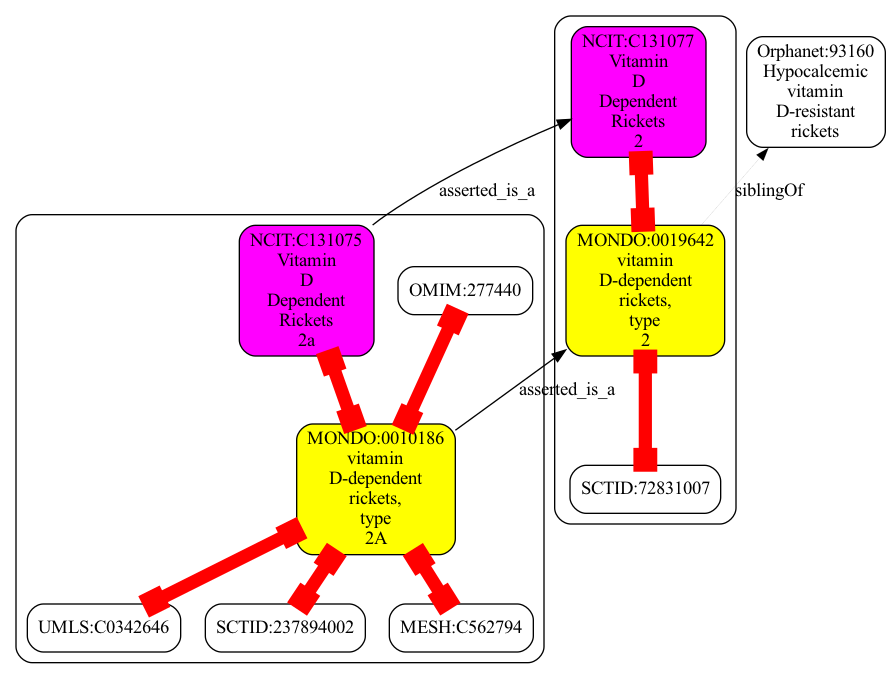 NCIT:C131077
Vitamin
D
Dependent
Rickets
2
Orphanet:93160
Hypocalcemic
vitamin
D-resistant
rickets
asserted_is_a
siblingOf
NCIT:C131075
Vitamin
D
Dependent
Rickets
2a
OMIM:277440
MONDO:0019642
vitamin
D-dependent
rickets,
type
2
asserted_is_a
MONDO:0010186
vitamin
D-dependent
rickets,
type
2A
SCTID:72831007
UMLS:C0342646
SCTID:237894002
MESH:C562794